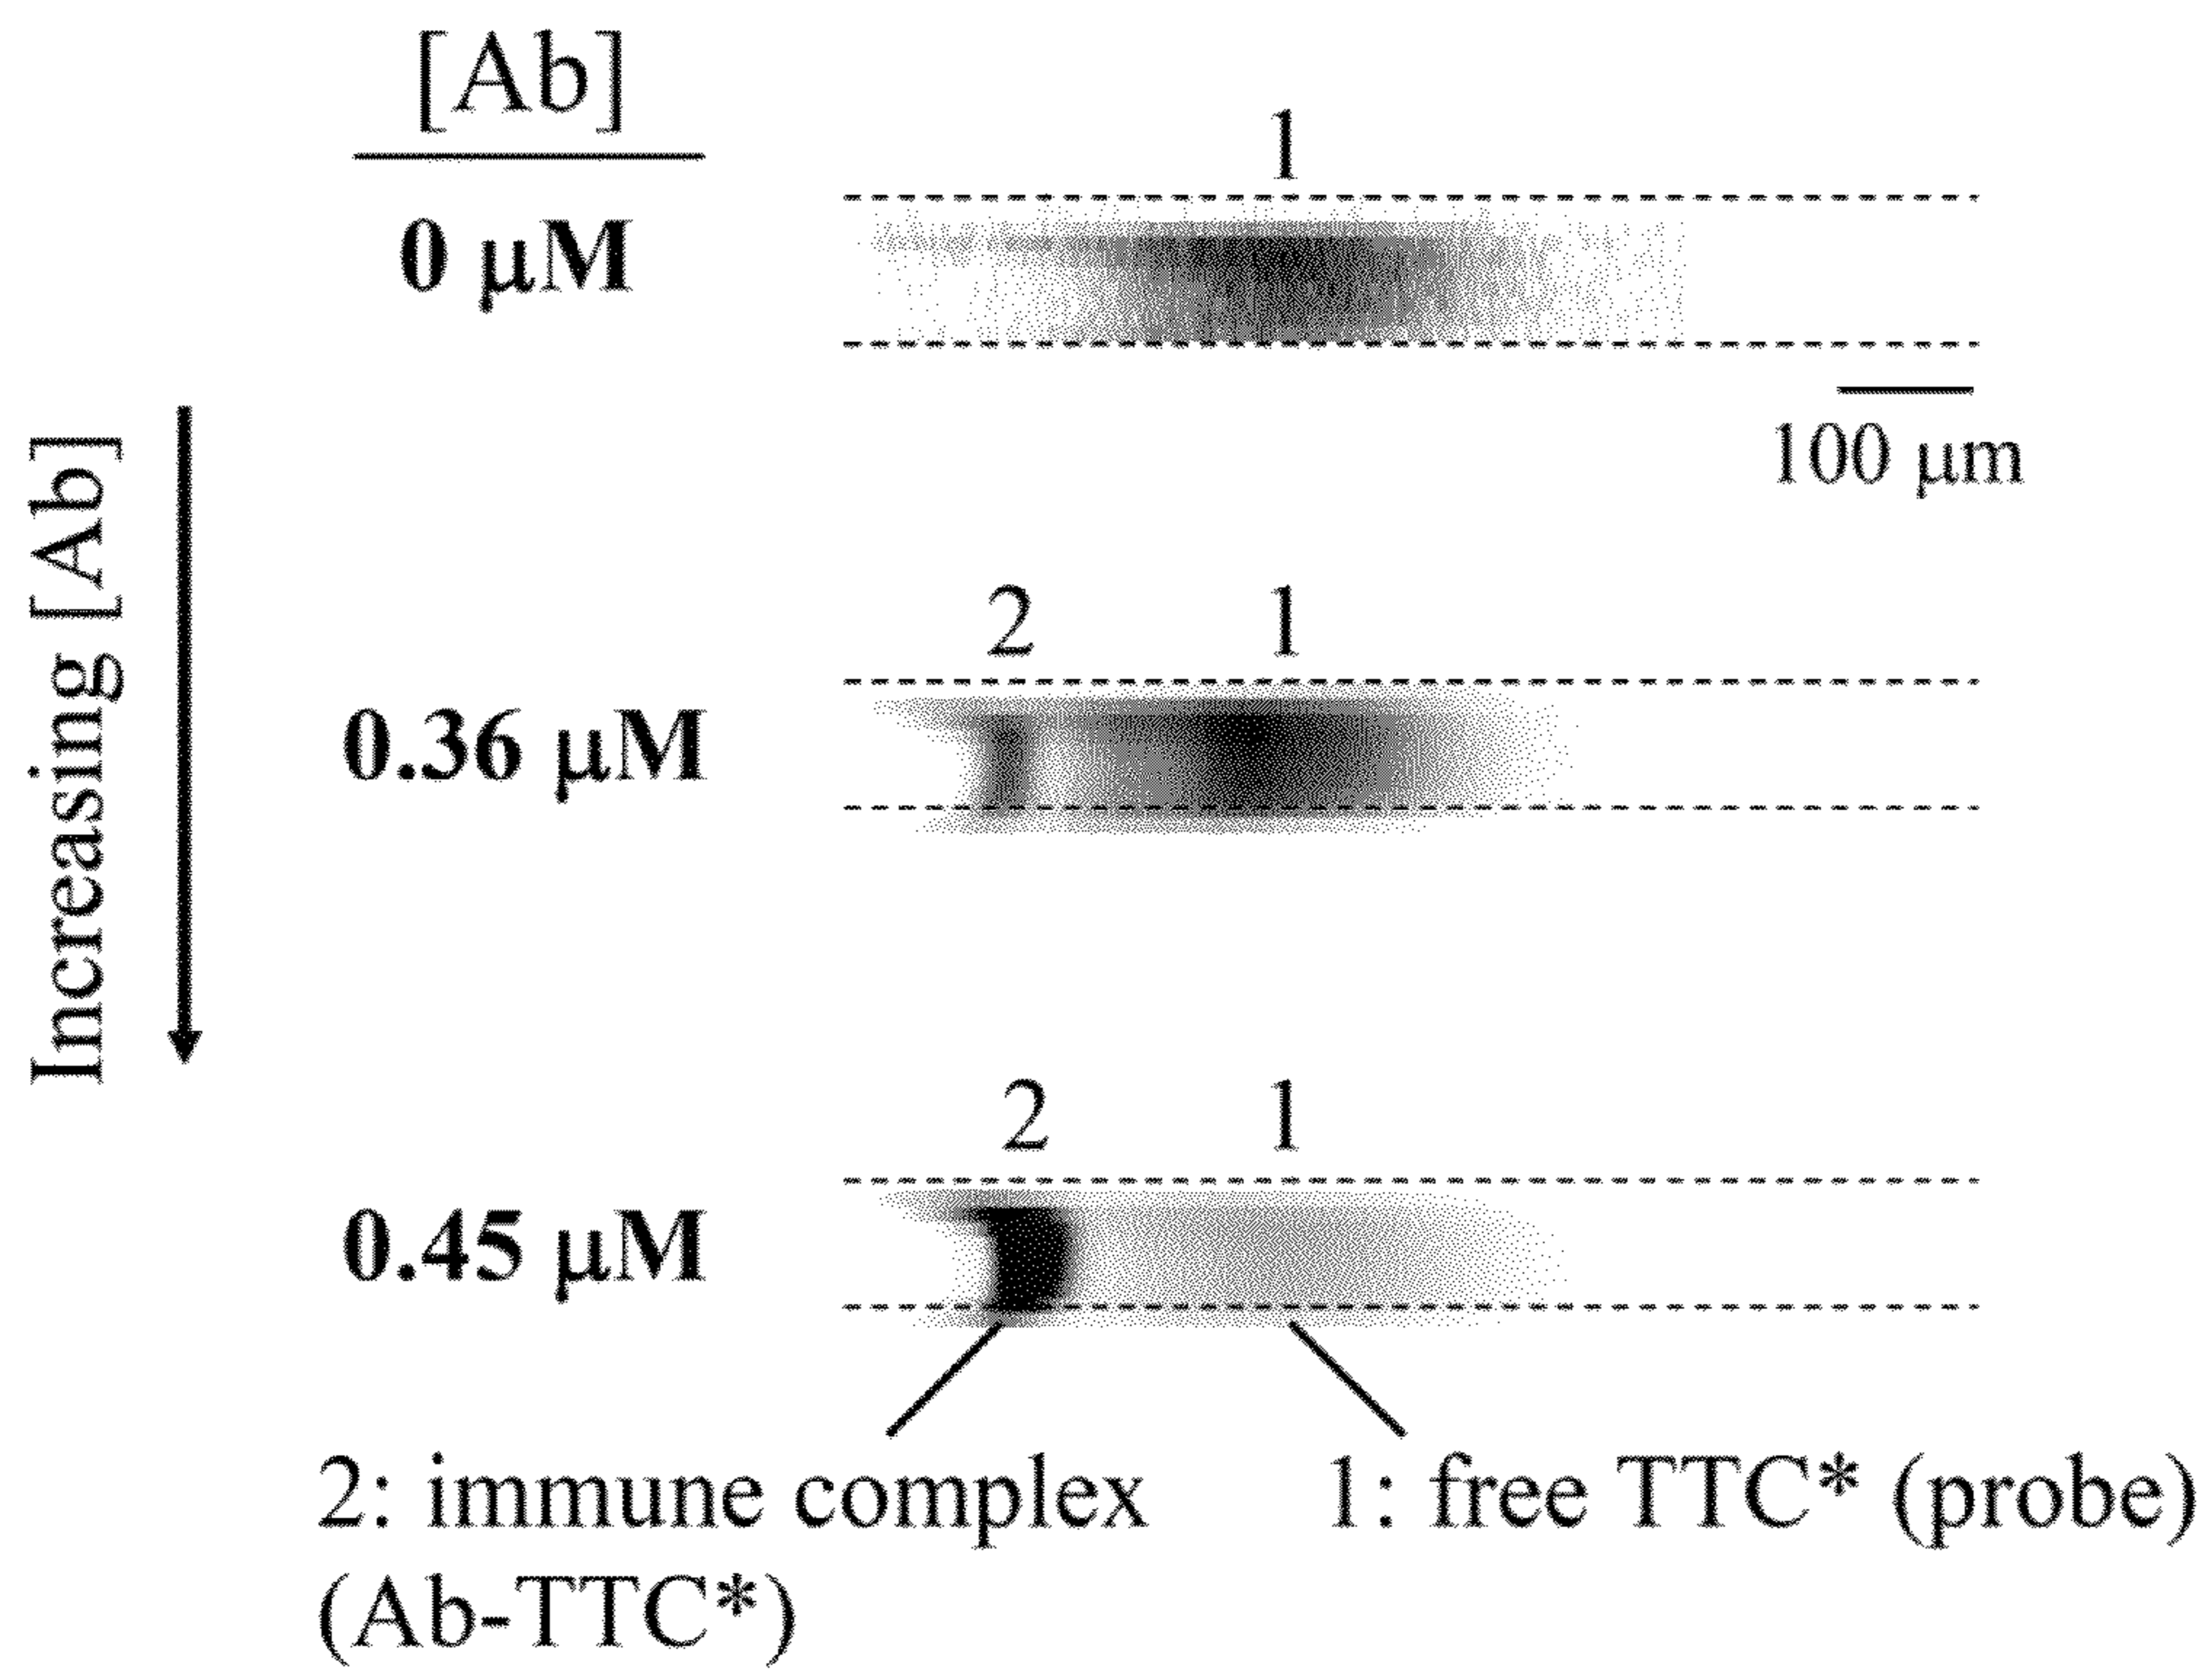 [Ab]
1
0 μM
100 μm
Increasing [Ab]
2 1
0.36 μM
2 1
0.45 μM
2: immune complex
(Ab-TTC*)
1: free TTC* (probe)